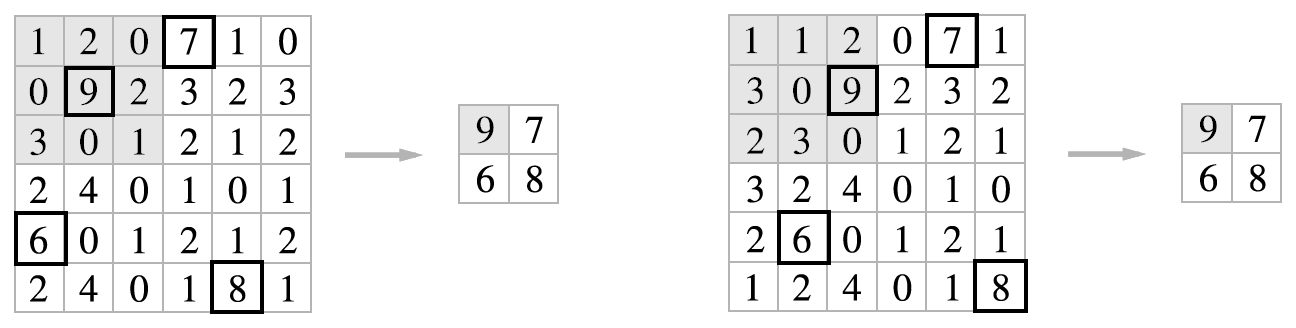 1 2 0 7 1 0
0 9 2 3 2 3
3 0 1 2 1 2
2 4 0 1 0 1
6 0 1 2 1 2
2 4 0 1 8 1
9 7
6 8
1 1 2 0 7 1
3 0 9 2 3 2
2 3 0 1 2 1
3 2 4 0 1 0
2 6 0 1 2 1
1 2 4 0 1 8
9 7
6 8